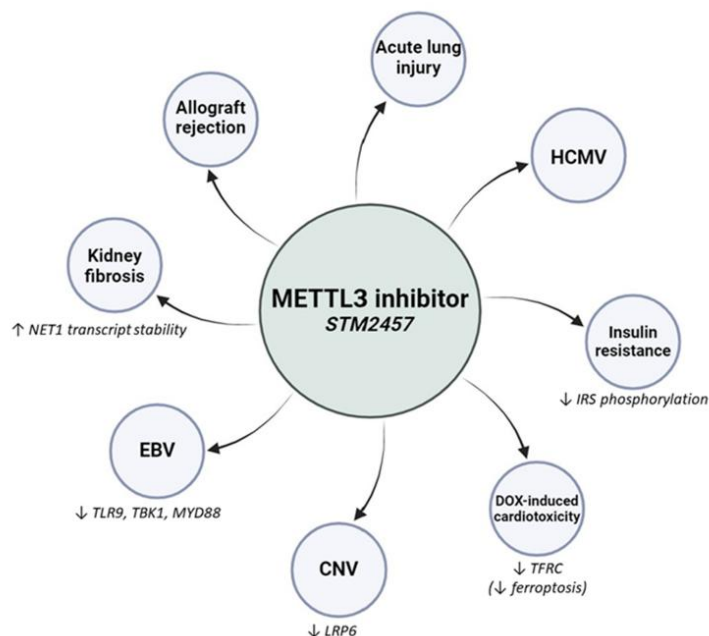 Acute lung
injury
Allograft
rejection
HCMV
Kidney
fibrosis
↑ NET1 transcript stability
METTL3 inhibitor
STM2457
Insulin
resistance
↓ IRS phosphorylation
EBV
↓ TLR9, TBK1, MYD88
DOX-induced
cardiotoxicity
↓ TFRC
(↓ ferroptosis)
CNV
↓ LRP6